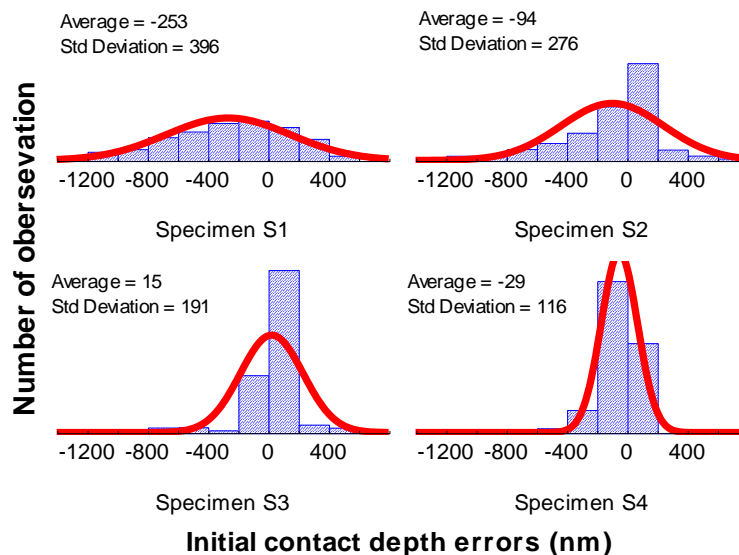 Average = -253
Std Deviation = 396
Average = -94
Std Deviation = 276
Number of obersevation
-1200 -800 -400 0 400
-1200 -800 -400 0 400
Specimen S1
Specimen S2
Average = 15
Std Deviation = 191
Average = -29
Std Deviation = 116
-1200 -800 -400 0 400
-1200 -800 -400 0 400
Specimen S3
Specimen S4
Initial contact depth errors (nm)